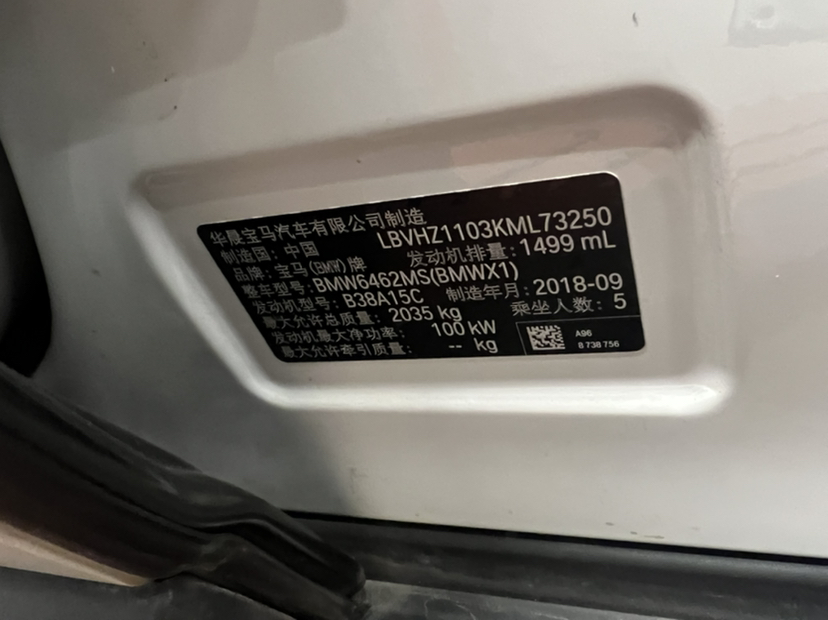 华晨宝马汽车有限公司制造
制造国: 中国 LBVHZ1103KML73250
品牌: 宝马(BMW)牌 发动机排量: 1499 mL
整车型号: BMW6462MS(BMWX1)
发动机型号: B38A15C 制造年月: 2018-09
最大允许总质量: 2035 kg 乘坐人数: 5
发动机最大净功率: 100 kW
最大允许牵引质量: -- kg
A96
8 738 756